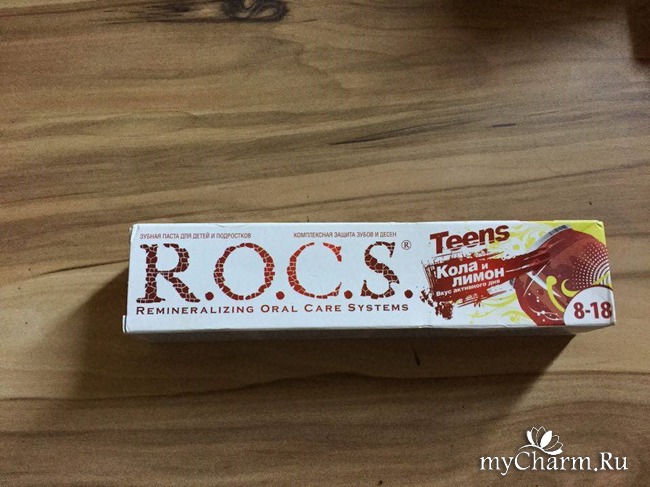 ЗУБНАЯ ПАСТА ДЛЯ ДЕТЕЙ И ПОДРОСТКОВ
КОМПЛЕКСНАЯ ЗАЩИТА ЗУБОВ И ДЕСЕН
R.O.C.S.®
REMINERALIZING ORAL CARE SYSTEMS
Teens
Кола и
ЛИМОН
Вкус активного дня
8-18
myCharm.Ru